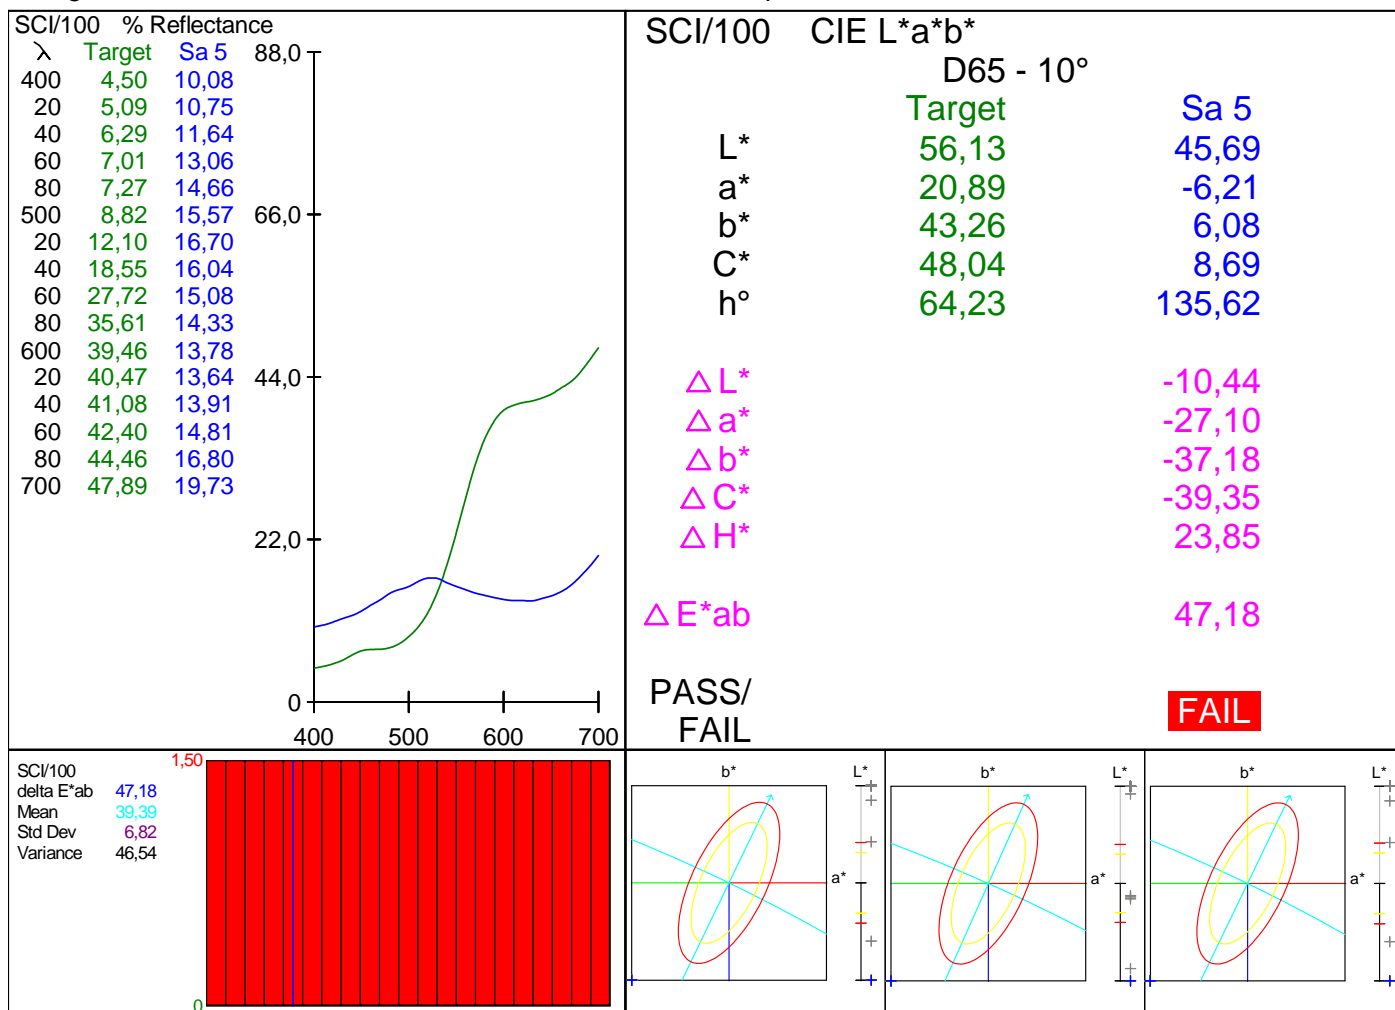 SCI/100 % Reflectance
λ Target Sa 5
400 4,50 10,08
20 5,09 10,75
40 6,29 11,64
60 7,01 13,06
80 7,27 14,66
500 8,82 15,57
20 12,10 16,70
40 18,55 16,04
60 27,72 15,08
80 35,61 14,33
600 39,46 13,78
20 40,47 13,64
40 41,08 13,91
60 42,40 14,81
80 44,46 16,80
700 47,89 19,73
88,0
66,0
44,0
22,0
0
400 500 600 700
SCI/100 CIE L*a*b*
D65 - 10°
Target Sa 5
L* 56,13 45,69
a* 20,89 -6,21
b* 43,26 6,08
C* 48,04 8,69
h° 64,23 135,62
△ L* -10,44
△ a* -27,10
△ b* -37,18
△ C* -39,35
△ H* 23,85
△ E*ab 47,18
PASS/
FAIL FAIL
SCI/100
delta E*ab 47,18
Mean 39,39
Std Dev 6,82
Variance 46,54
1,50
0
b* L*
a*
b* L*
a*
b* L*
a*